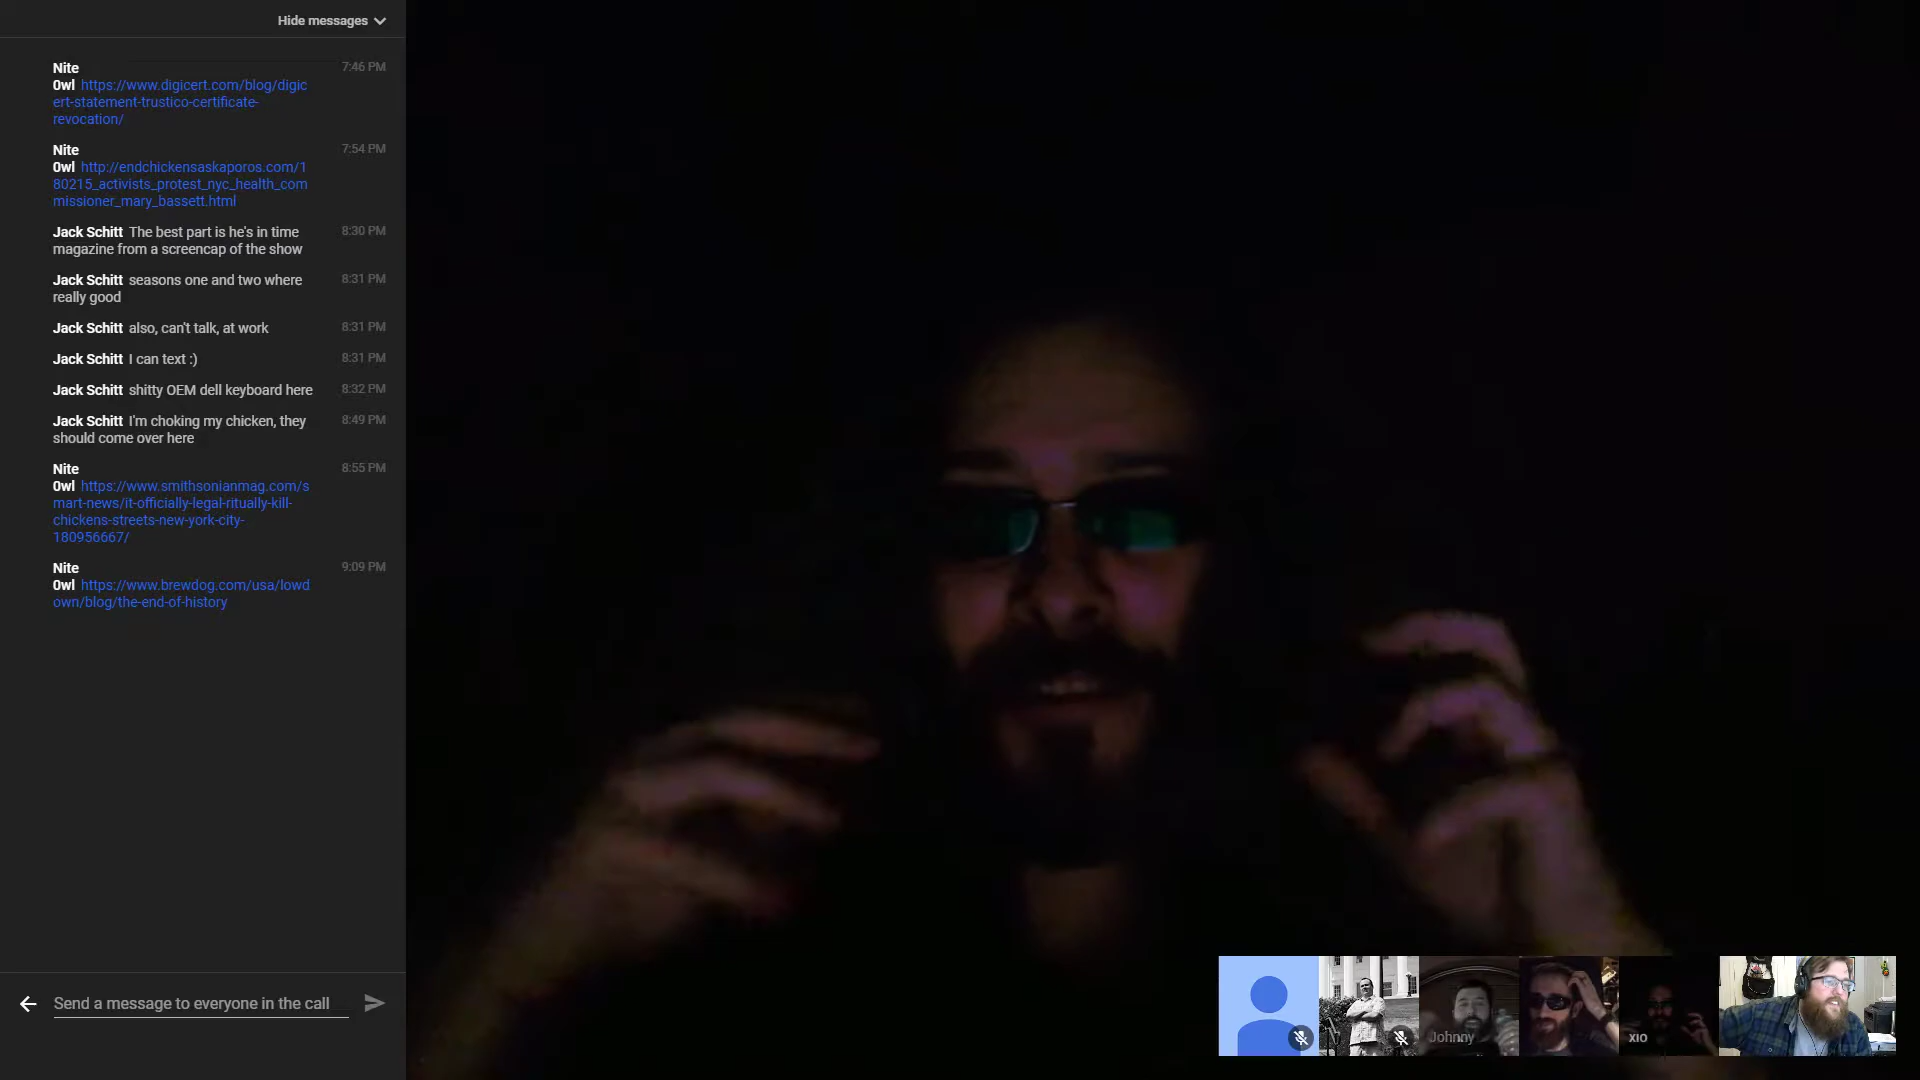 Hide messages
Nite 7:46 PM
0wl https://www.digicert.com/blog/digic
ert-statement-trustico-certificate-
revocation/
Nite 7:54 PM
0wl http://endchickensaskaporos.com/1
80215_activists_protest_nyc_health_com
missioner_mary_bassett.html
Jack Schitt The best part is he's in time 8:30 PM
magazine from a screencap of the show
Jack Schitt seasons one and two where 8:31 PM
really good
Jack Schitt also, can't talk, at work 8:31 PM
Jack Schitt I can text :) 8:31 PM
Jack Schitt shitty OEM dell keyboard here 8:32 PM
Jack Schitt I'm choking my chicken, they 8:49 PM
should come over here
Nite 8:55 PM
0wl https://www.smithsonianmag.com/s
mart-news/it-officially-legal-ritually-kill-
chickens-streets-new-york-city-
180956667/
Nite 9:09 PM
0wl https://www.brewdog.com/usa/lowd
own/blog/the-end-of-history
Send a message to everyone in the call
Johnny
XIO